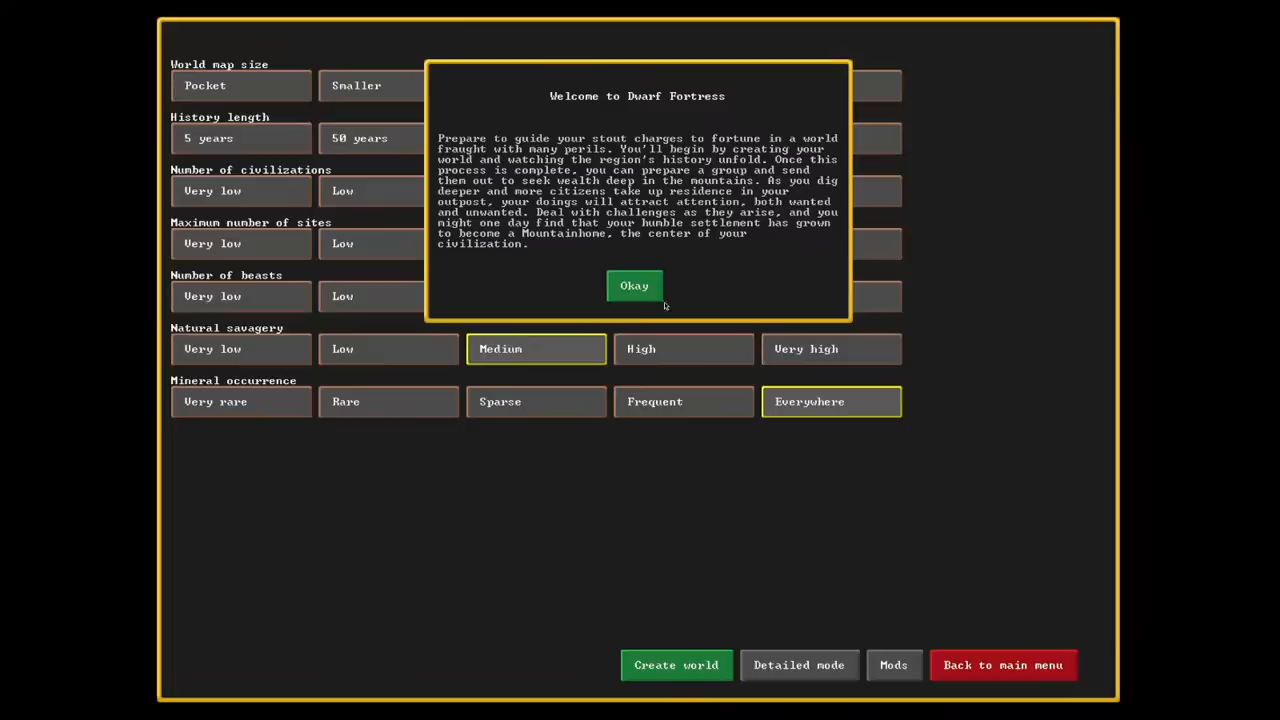 Welcome to Dwarf Fortress
Prepare to guide your stout charges to fortune in a world
fraught with many perils. You'll begin by creating your
world and watching the region's history unfold. Once this
process is complete, you can prepare a group and send
them out to seek wealth deep in the mountains. As you dig
deeper and more citizens take up residence in your
outpost, your doings will attract attention, both wanted
and unwanted. Deal with challenges as they arise, and you
might one day find that your humble settlement has grown
to become a Mountainhome, the center of your
civilization.
Okay
World map size
Pocket Smaller
History length
5 years 50 years
Number of civilizations
Very low Low
Maximum number of sites
Very low Low
Number of beasts
Very low Low
Natural savagery
Very low Low Medium High Very high
Mineral occurrence
Very rare Rare Sparse Frequent Everywhere
Create world Detailed mode Mods Back to main menu